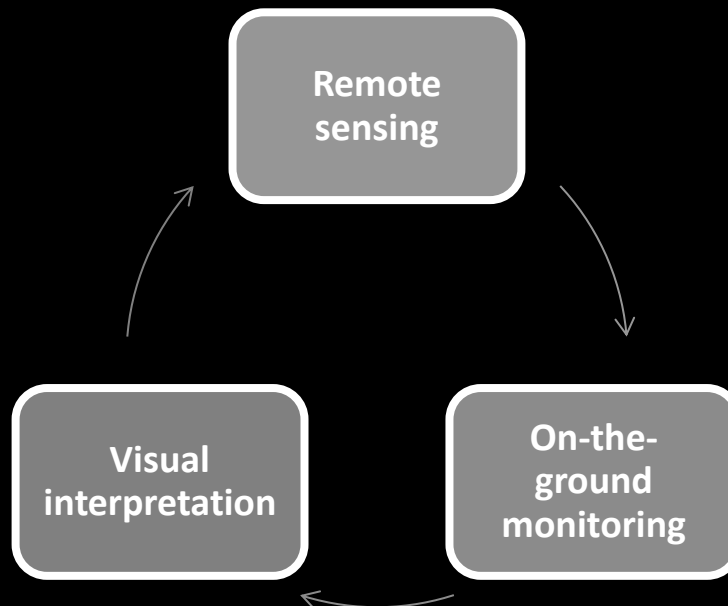 Remote
sensing
On-the-
ground
monitoring
Visual
interpretation